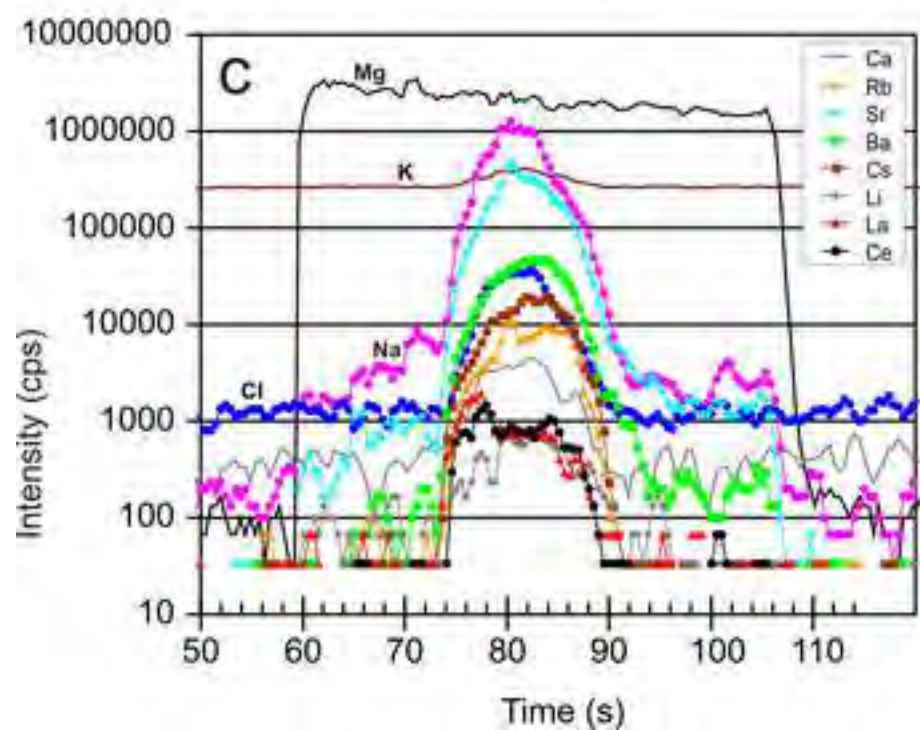 C
Mg
K
Na
Cl
Ca
Rb
Sr
Ba
Cs
Li
La
Ce
Intensity (cps)
10000000
1000000
100000
10000
1000
100
10
50 60 70 80 90 100 110
Time (s)